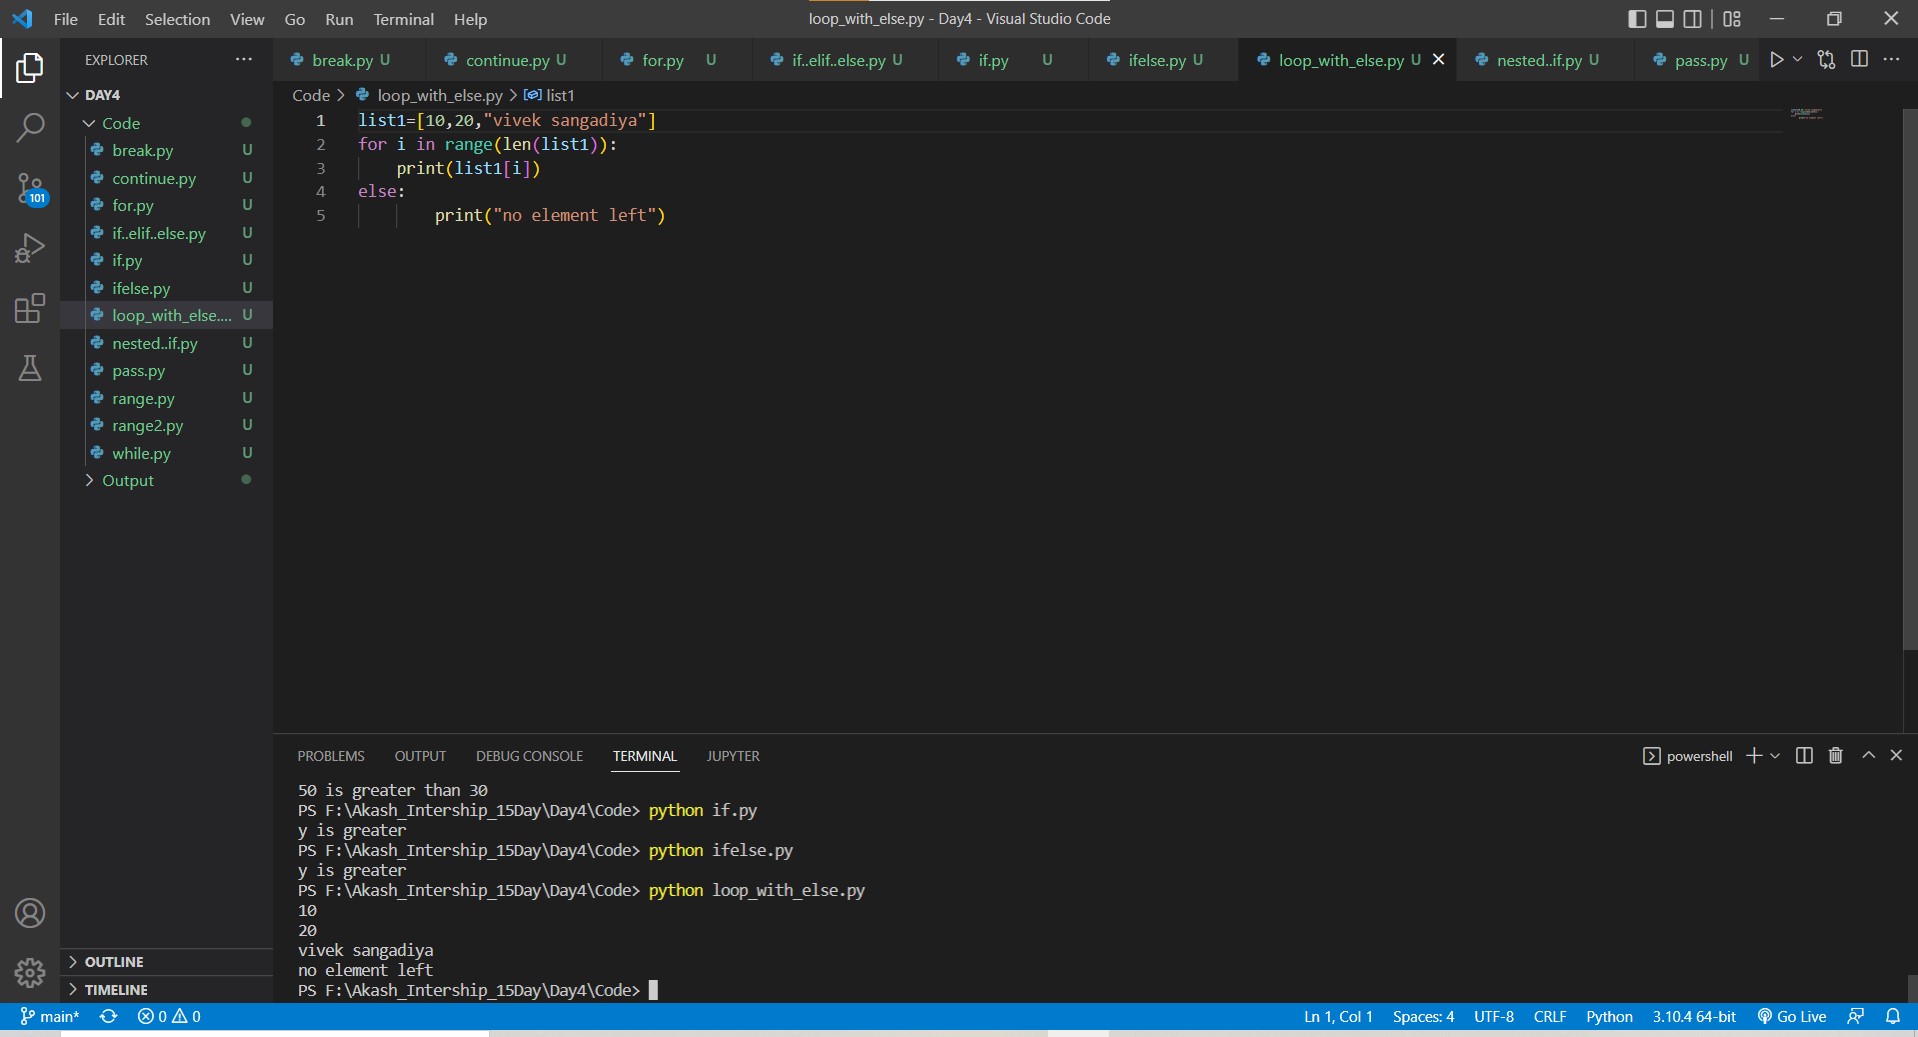 File Edit Selection View Go Run Terminal Help
loop_with_else.py - Day4 - Visual Studio Code
EXPLORER
break.py U continue.py U for.py U if..elif..else.py U if.py U ifelse.py U loop_with_else.py U nested..if.py U pass.py U
DAY4
Code
break.py U
continue.py U
for.py U
if..elif..else.py U
if.py U
ifelse.py U
loop_with_else.... U
nested..if.py U
pass.py U
range.py U
range2.py U
while.py U
Output
101
OUTLINE
TIMELINE
Code > loop_with_else.py > list1
1 list1=[10,20,"vivek sangadiya"]
2 for i in range(len(list1)):
3     print(list1[i])
4 else:
5         print("no element left")
PROBLEMS OUTPUT DEBUG CONSOLE TERMINAL JUPYTER
powershell
50 is greater than 30
PS F:\Akash_Intership_15Day\Day4\Code> python if.py
y is greater
PS F:\Akash_Intership_15Day\Day4\Code> python ifelse.py
y is greater
PS F:\Akash_Intership_15Day\Day4\Code> python loop_with_else.py
10
20
vivek sangadiya
no element left
PS F:\Akash_Intership_15Day\Day4\Code>
main* 0 0
Ln 1, Col 1 Spaces: 4 UTF-8 CRLF Python 3.10.4 64-bit Go Live